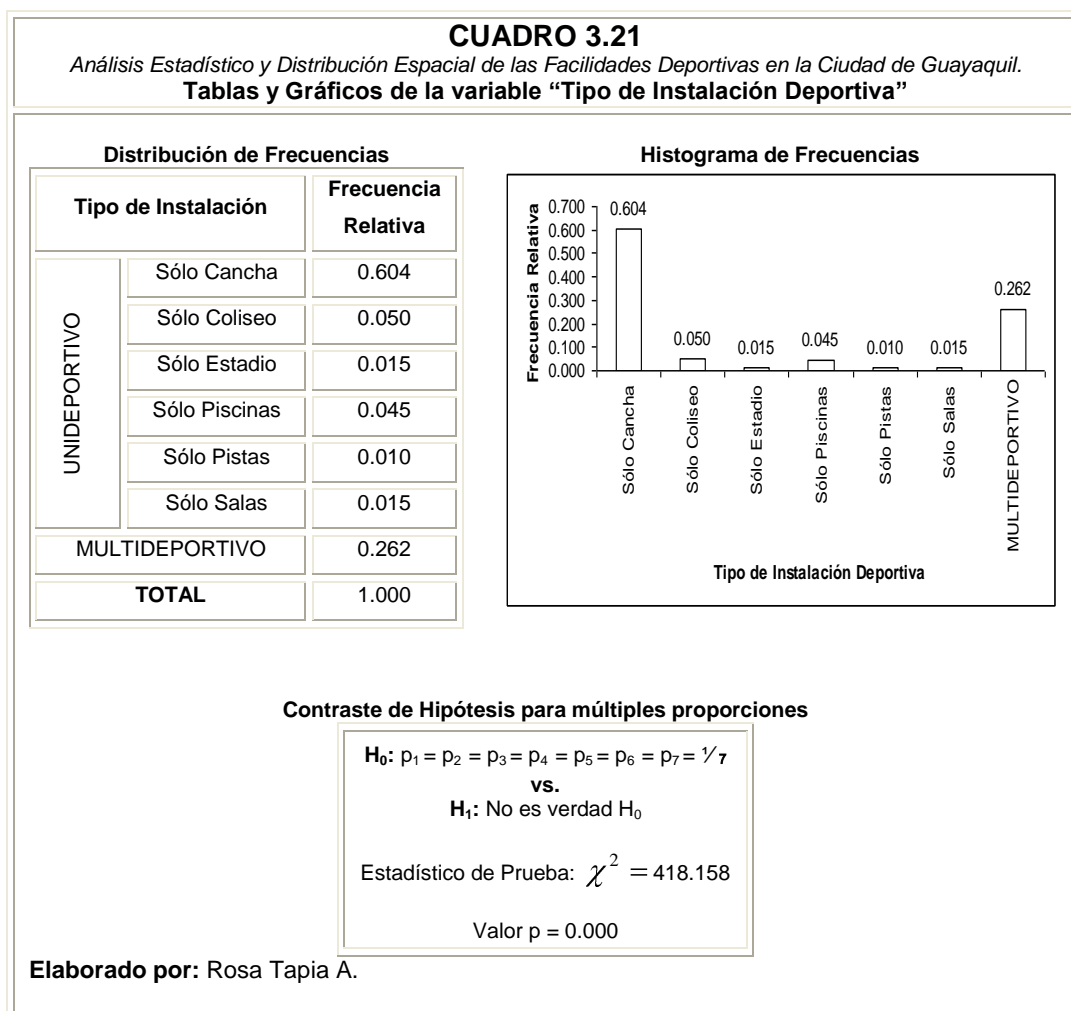 CUADRO 3.21
Análisis Estadístico y Distribución Espacial de las Facilidades Deportivas en la Ciudad de Guayaquil.
Tablas y Gráficos de la variable “Tipo de Instalación Deportiva”
Distribución de Frecuencias
Tipo de Instalación
Frecuencia
Relativa
UNIDEPORTIVO
Sólo Cancha 0.604
Sólo Coliseo 0.050
Sólo Estadio 0.015
Sólo Piscinas 0.045
Sólo Pistas 0.010
Sólo Salas 0.015
MULTIDEPORTIVO 0.262
TOTAL 1.000
Histograma de Frecuencias
Frecuencia Relativa
0.700
0.600
0.500
0.400
0.300
0.200
0.100
0.000
0.604
0.050
0.015
0.045
0.010
0.015
0.262
Sólo Cancha
Sólo Coliseo
Sólo Estadio
Sólo Piscinas
Sólo Pistas
Sólo Salas
MULTIDEPORTIVO
Tipo de Instalación Deportiva
Contraste de Hipótesis para múltiples proporciones
H₀: p₁ = p₂ = p₃ = p₄ = p₅ = p₆ = p₇ = ¹⁄₇
vs.
H₁: No es verdad H₀
Estadístico de Prueba: χ² = 418.158
Valor p = 0.000
Elaborado por: Rosa Tapia A.